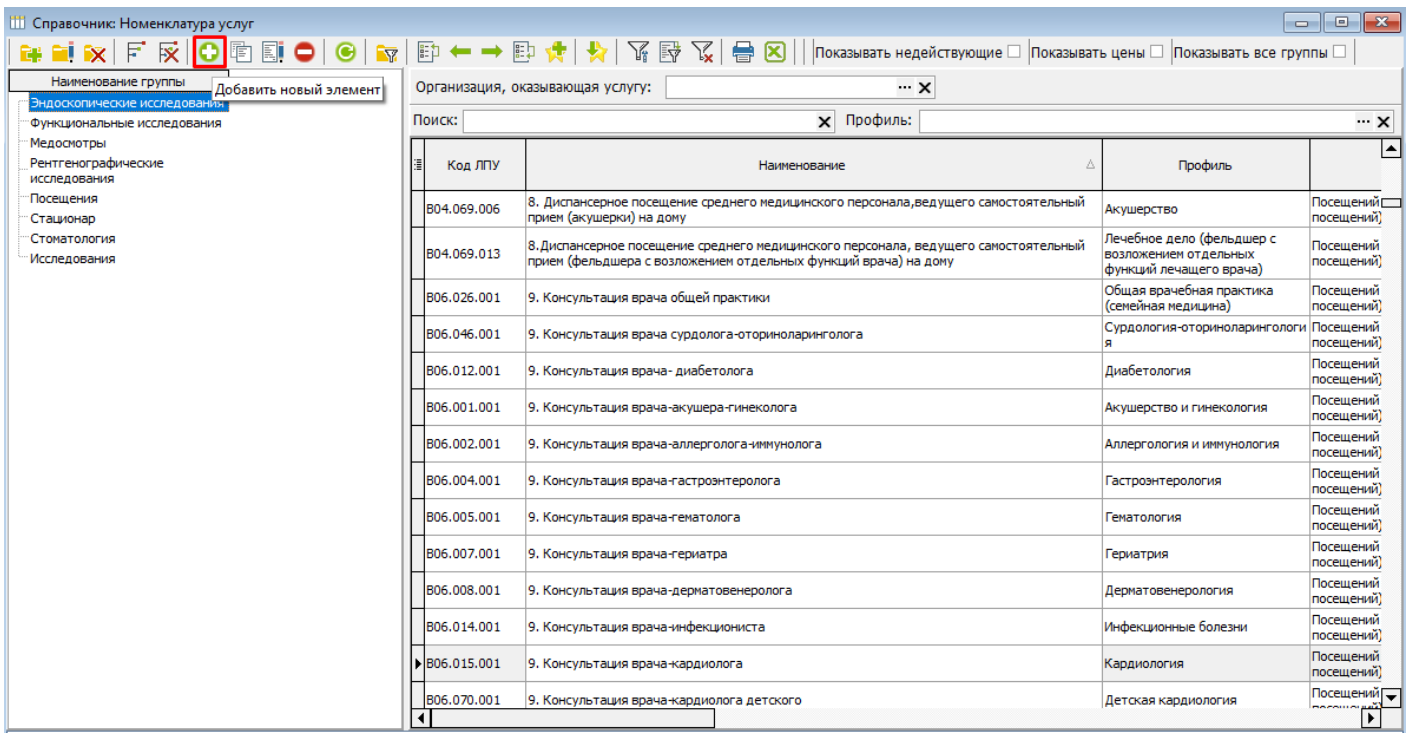 Справочник: Номенклатура услуг
Показывать недействующие
Показывать цены
Показывать все группы
Наименование группы
Добавить новый элемент
Эндоскопические исследования
Функциональные исследования
Медосмотры
Рентгенографические
исследования
Посещения
Стационар
Стоматология
Исследования
Организация, оказывающая услугу:
Поиск:
Профиль:
Код ЛПУ
Наименование
Профиль
B04.069.006
8. Диспансерное посещение среднего медицинского персонала,ведущего самостоятельный
прием (акушерки) на дому
Акушерство
Посещений
посещений)
B04.069.013
8.Диспансерное посещение среднего медицинского персонала, ведущего самостоятельный
прием (фельдшера с возложением отдельных функций врача) на дому
Лечебное дело (фельдшер с
возложением отдельных
функций лечащего врача)
Посещений
посещений)
B06.026.001
9. Консультация врача общей практики
Общая врачебная практика
(семейная медицина)
Посещений
посещений)
B06.046.001
9. Консультация врача сурдолога-оториноларинголога
Сурдология-оториноларингологи
я
Посещений
посещений)
B06.012.001
9. Консультация врача- диабетолога
Диабетология
Посещений
посещений)
B06.001.001
9. Консультация врача-акушера-гинеколога
Акушерство и гинекология
Посещений
посещений)
B06.002.001
9. Консультация врача-аллерголога-иммунолога
Аллергология и иммунология
Посещений
посещений)
B06.004.001
9. Консультация врача-гастроэнтеролога
Гастроэнтерология
Посещений
посещений)
B06.005.001
9. Консультация врача-гематолога
Гематология
Посещений
посещений)
B06.007.001
9. Консультация врача-гериатра
Гериатрия
Посещений
посещений)
B06.008.001
9. Консультация врача-дерматовенеролога
Дерматовенерология
Посещений
посещений)
B06.014.001
9. Консультация врача-инфекциониста
Инфекционные болезни
Посещений
посещений)
B06.015.001
9. Консультация врача-кардиолога
Кардиология
Посещений
посещений)
B06.070.001
9. Консультация врача-кардиолога детского
Детская кардиология
Посещений